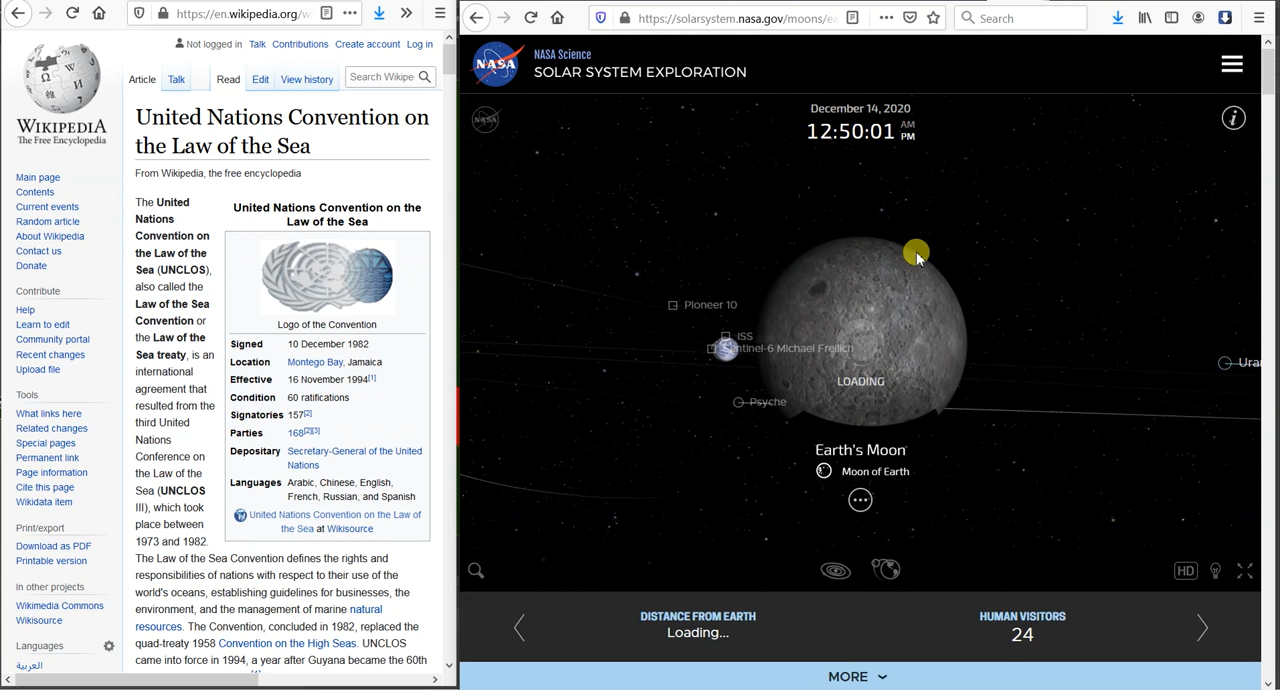 https://en.wikipedia.org/w
Not logged in Talk Contributions Create account Log in
Article Talk Read Edit View history Search Wikipe
WIKIPEDIA
The Free Encyclopedia
Main page
Contents
Current events
Random article
About Wikipedia
Contact us
Donate
Contribute
Help
Learn to edit
Community portal
Recent changes
Upload file
Tools
What links here
Related changes
Special pages
Permanent link
Page information
Cite this page
Wikidata item
Print/export
Download as PDF
Printable version
In other projects
Wikimedia Commons
Wikisource
Languages
العربية
United Nations Convention on
the Law of the Sea
From Wikipedia, the free encyclopedia
The United
Nations
Convention on
the Law of the
Sea (UNCLOS),
also called the
Law of the Sea
Convention or
the Law of the
Sea treaty, is an
international
agreement that
resulted from the
third United
Nations
Conference on
the Law of the
Sea (UNCLOS
III), which took
place between
1973 and 1982.
The Law of the Sea Convention defines the rights and
responsibilities of nations with respect to their use of the
world's oceans, establishing guidelines for businesses, the
environment, and the management of marine natural
resources. The Convention, concluded in 1982, replaced the
quad-treaty 1958 Convention on the High Seas. UNCLOS
came into force in 1994, a year after Guyana became the 60th
United Nations Convention on the
Law of the Sea
Logo of the Convention
Signed 10 December 1982
Location Montego Bay, Jamaica
Effective 16 November 1994[1]
Condition 60 ratifications
Signatories 157[2]
Parties 168[2][3]
Depositary Secretary-General of the United
Nations
Languages Arabic, Chinese, English,
French, Russian, and Spanish
United Nations Convention on the Law of
the Sea at Wikisource
https://solarsystem.nasa.gov/moons/ea
Search
NASA
NASA Science
SOLAR SYSTEM EXPLORATION
NASA
December 14, 2020
12:50:01 AM
PM
i
Pioneer 10
ISS
Sentinel-6 Michael Freilich
LOADING
Uran
Psyche
Earth's Moon
Moon of Earth
HD
DISTANCE FROM EARTH
Loading...
HUMAN VISITORS
24
MORE